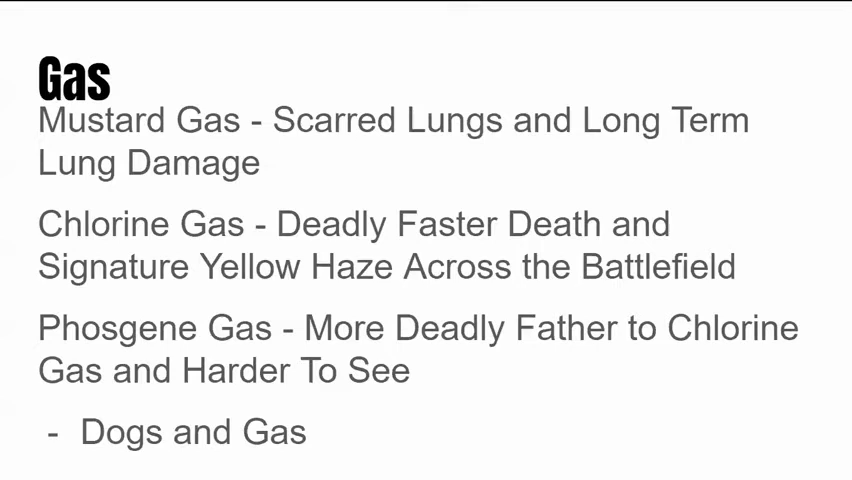 Gas
Mustard Gas - Scarred Lungs and Long Term
Lung Damage
Chlorine Gas - Deadly Faster Death and
Signature Yellow Haze Across the Battlefield
Phosgene Gas - More Deadly Father to Chlorine
Gas and Harder To See
- Dogs and Gas